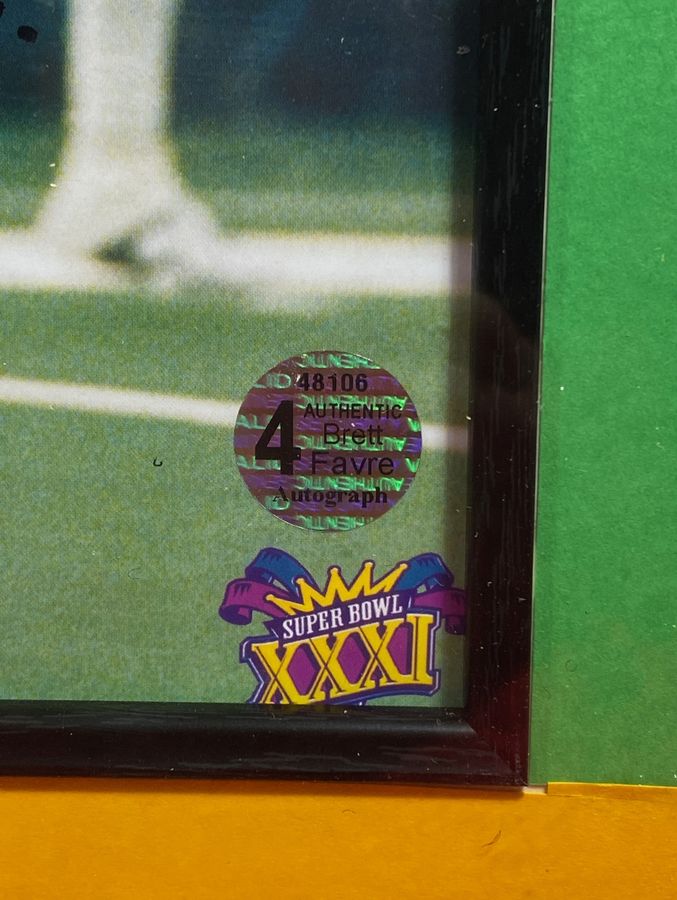 48106
AUTHENTIC
4 Brett
Favre
Autograph
SUPER BOWL
XXXI